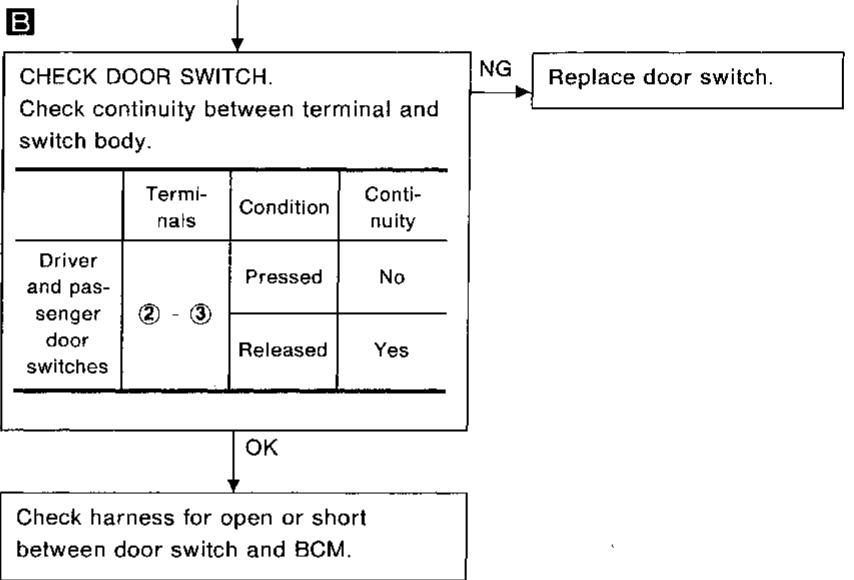 B
CHECK DOOR SWITCH.
Check continuity between terminal and
switch body.
Termi-
nals
Condition
Conti-
nuity
Driver
and pas-
senger
door
switches
② - ③
Pressed
No
Released
Yes
NG
Replace door switch.
OK
Check harness for open or short
between door switch and BCM.